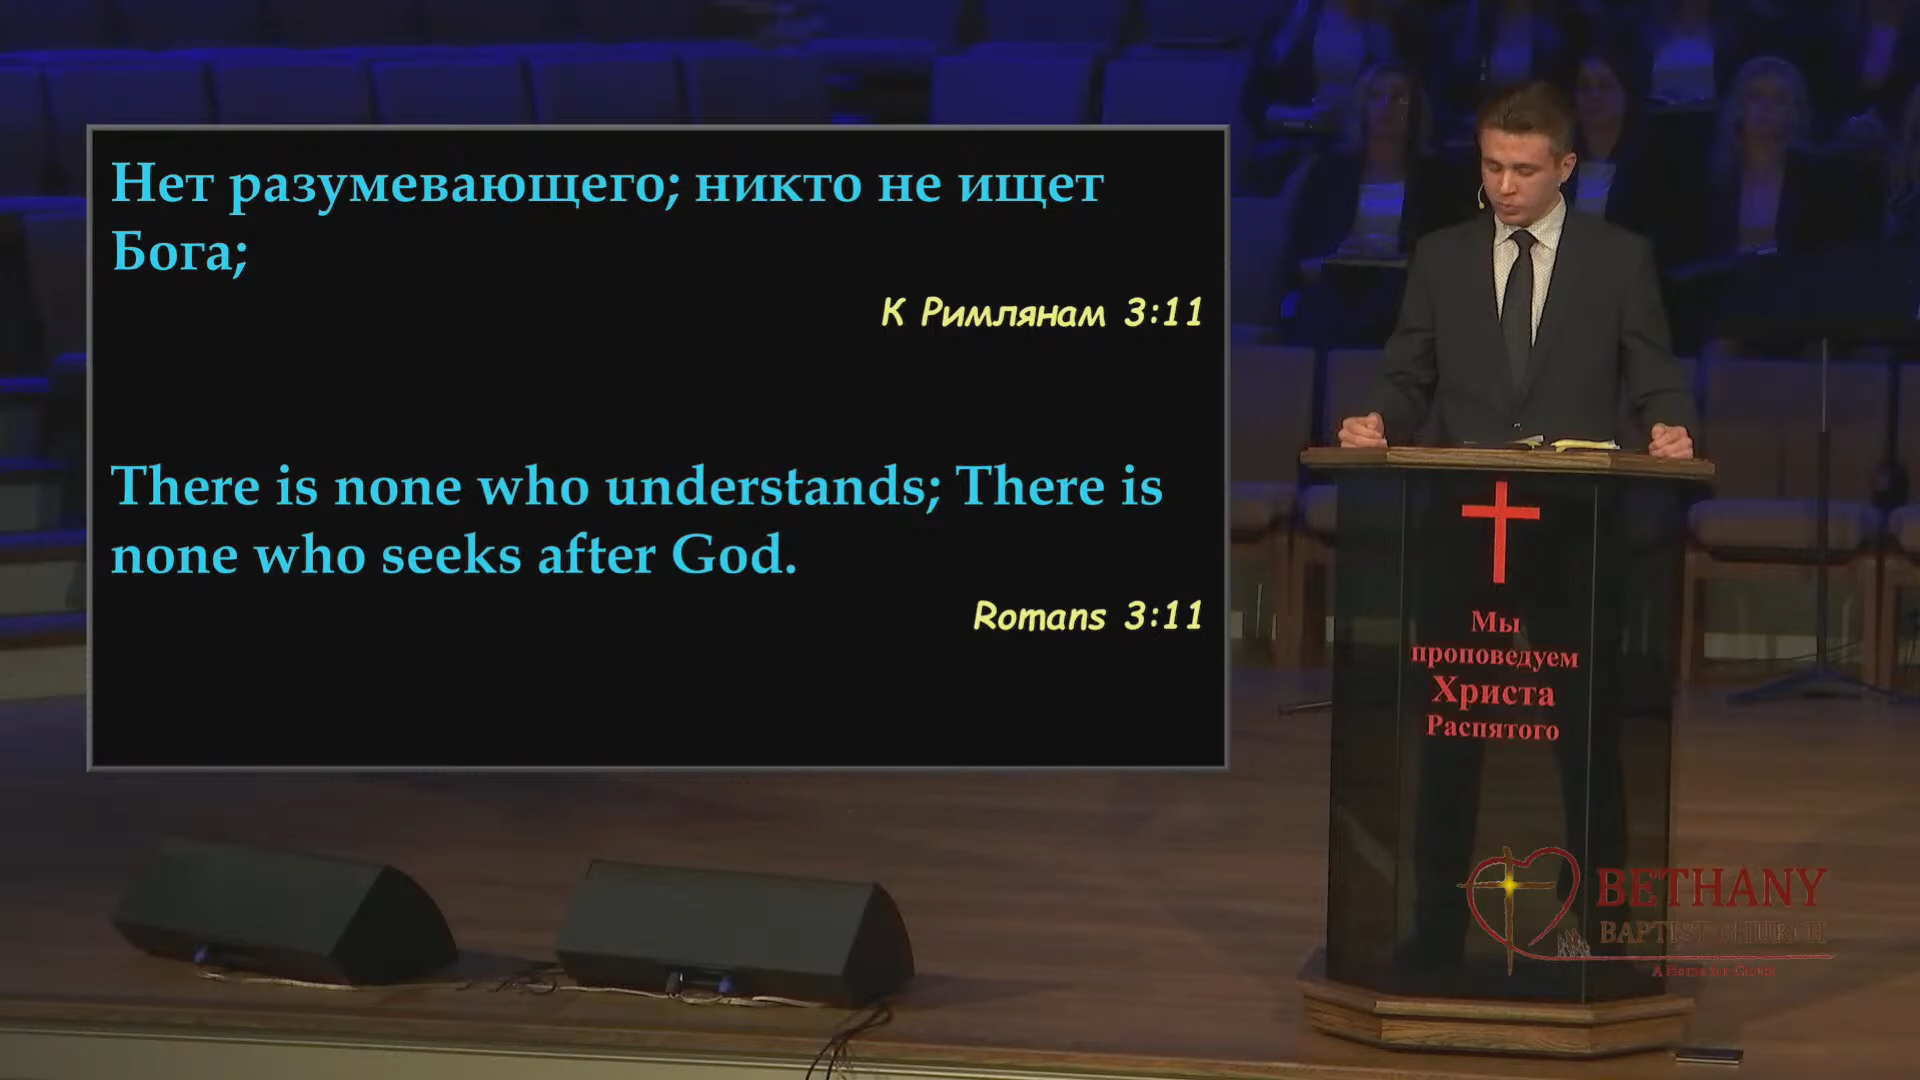 Нет разумевающего; никто не ищет
Бога;
К Римлянам 3:11
There is none who understands; There is
none who seeks after God.
Romans 3:11
Мы
проповедуем
Христа
Распятого
BETHANY
BAPTIST CHURCH